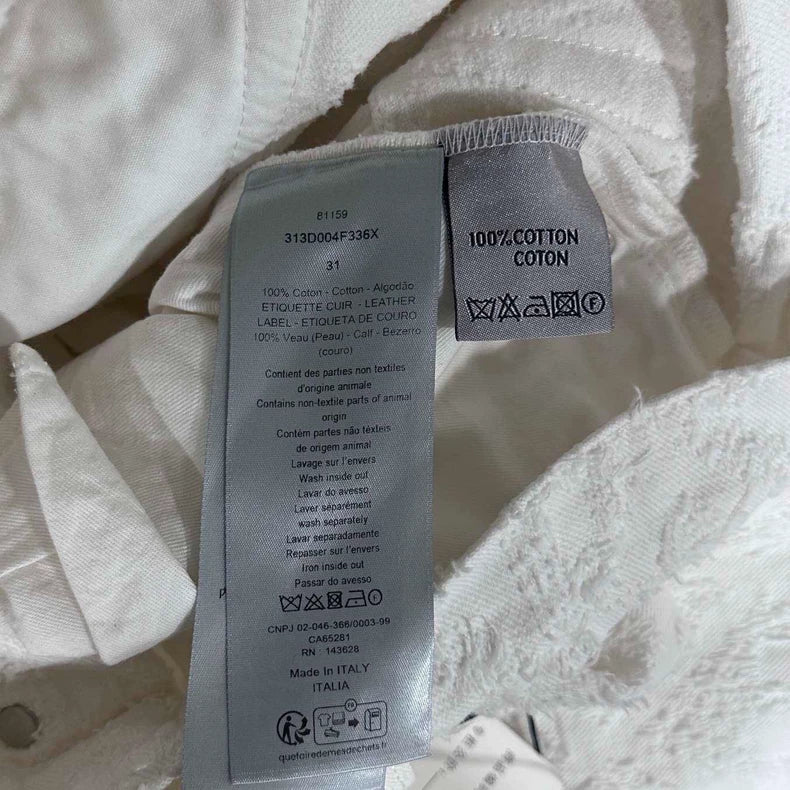 81159
313D004F336X
31
100% Coton - Cotton - Algodão
ETIQUETTE CUIR - LEATHER
LABEL - ETIQUETA DE COURO
100% Veau (Peau) - Calf - Bezerro
(couro)
Contient des parties non textiles
d'origine animale
Contains non-textile parts of animal
origin
Contém partes não têxteis
de origem animal
Lavage sur l'envers
Wash inside out
Lavar do avesso
Laver séparément
wash separately
Lavar separadamente
Repasser sur l'envers
Iron inside out
Passar do avesso
F
CNPJ 02-046-366/0003-99
CA65281
RN : 143628
Made In ITALY
ITALIA
FR
quefairedemesdechets.fr
100%COTTON
COTON
F